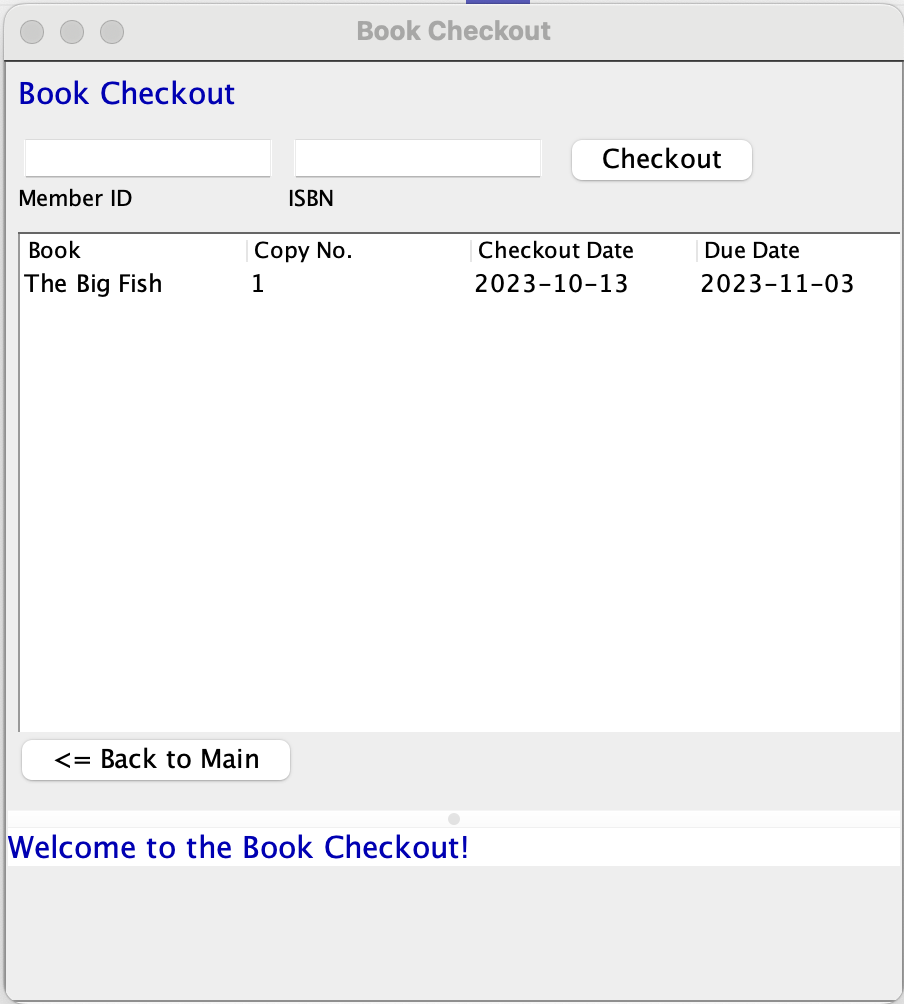 Book Checkout
Book Checkout
Checkout
Member ID ISBN
Book Copy No. Checkout Date Due Date
The Big Fish 1 2023-10-13 2023-11-03
<= Back to Main
Welcome to the Book Checkout!